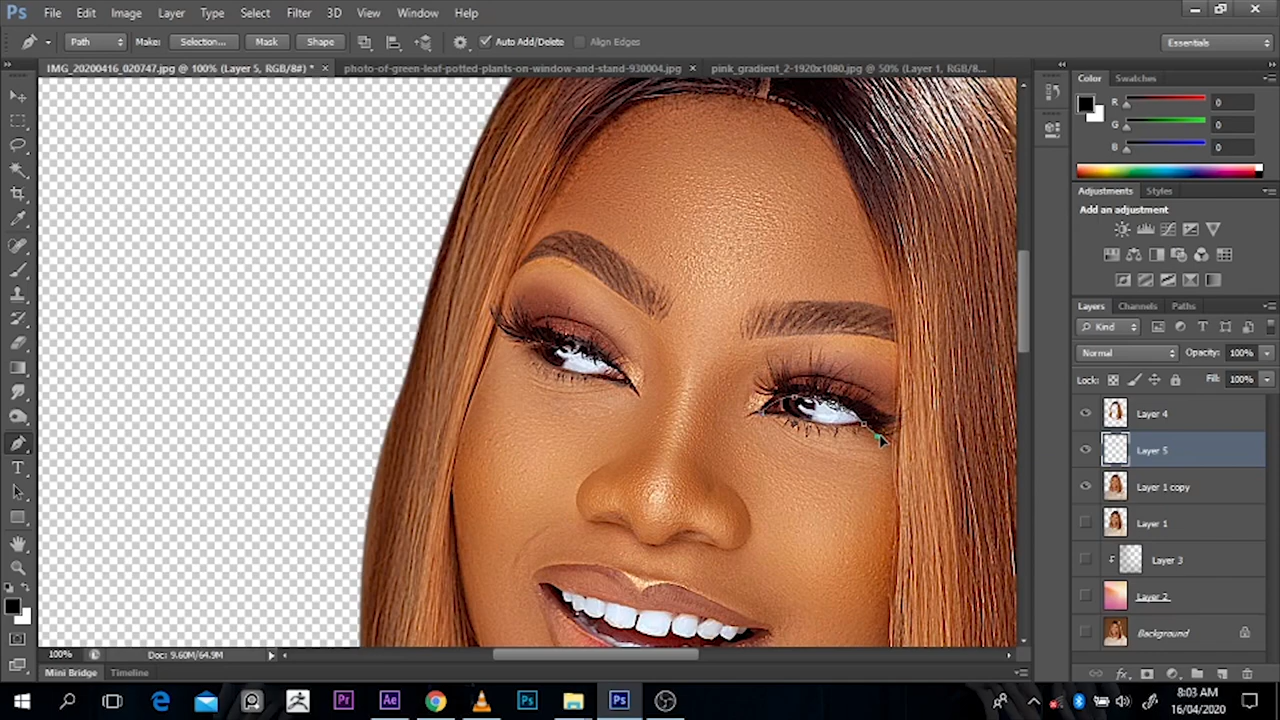 Ps File Edit Image Layer Type Select Filter 3D View Window Help
Path Make: Selection... Mask Shape Auto Add/Delete Align Edges Essentials
IMG_20200416_020747.jpg @ 100% (Layer 5, RGB/8#) * × photo-of-green-leaf-potted-plants-on-window-and-stand-930004.jpg × pink_gradient_2-1920x1080.jpg @ 50% (Layer 1, RGB/8...
Color Swatches
R 0
G 0
B 0
Adjustments Styles
Add an adjustment
Layers Channels Paths
Kind
Normal Opacity: 100%
Lock: Fill: 100%
Layer 4
Layer 5
Layer 1 copy
Layer 1
Layer 3
Layer 2
Background
100% Doc: 9.60M/64.9M
Mini Bridge Timeline
Pr Ae Ps Ps
8:03 AM
16/04/2020